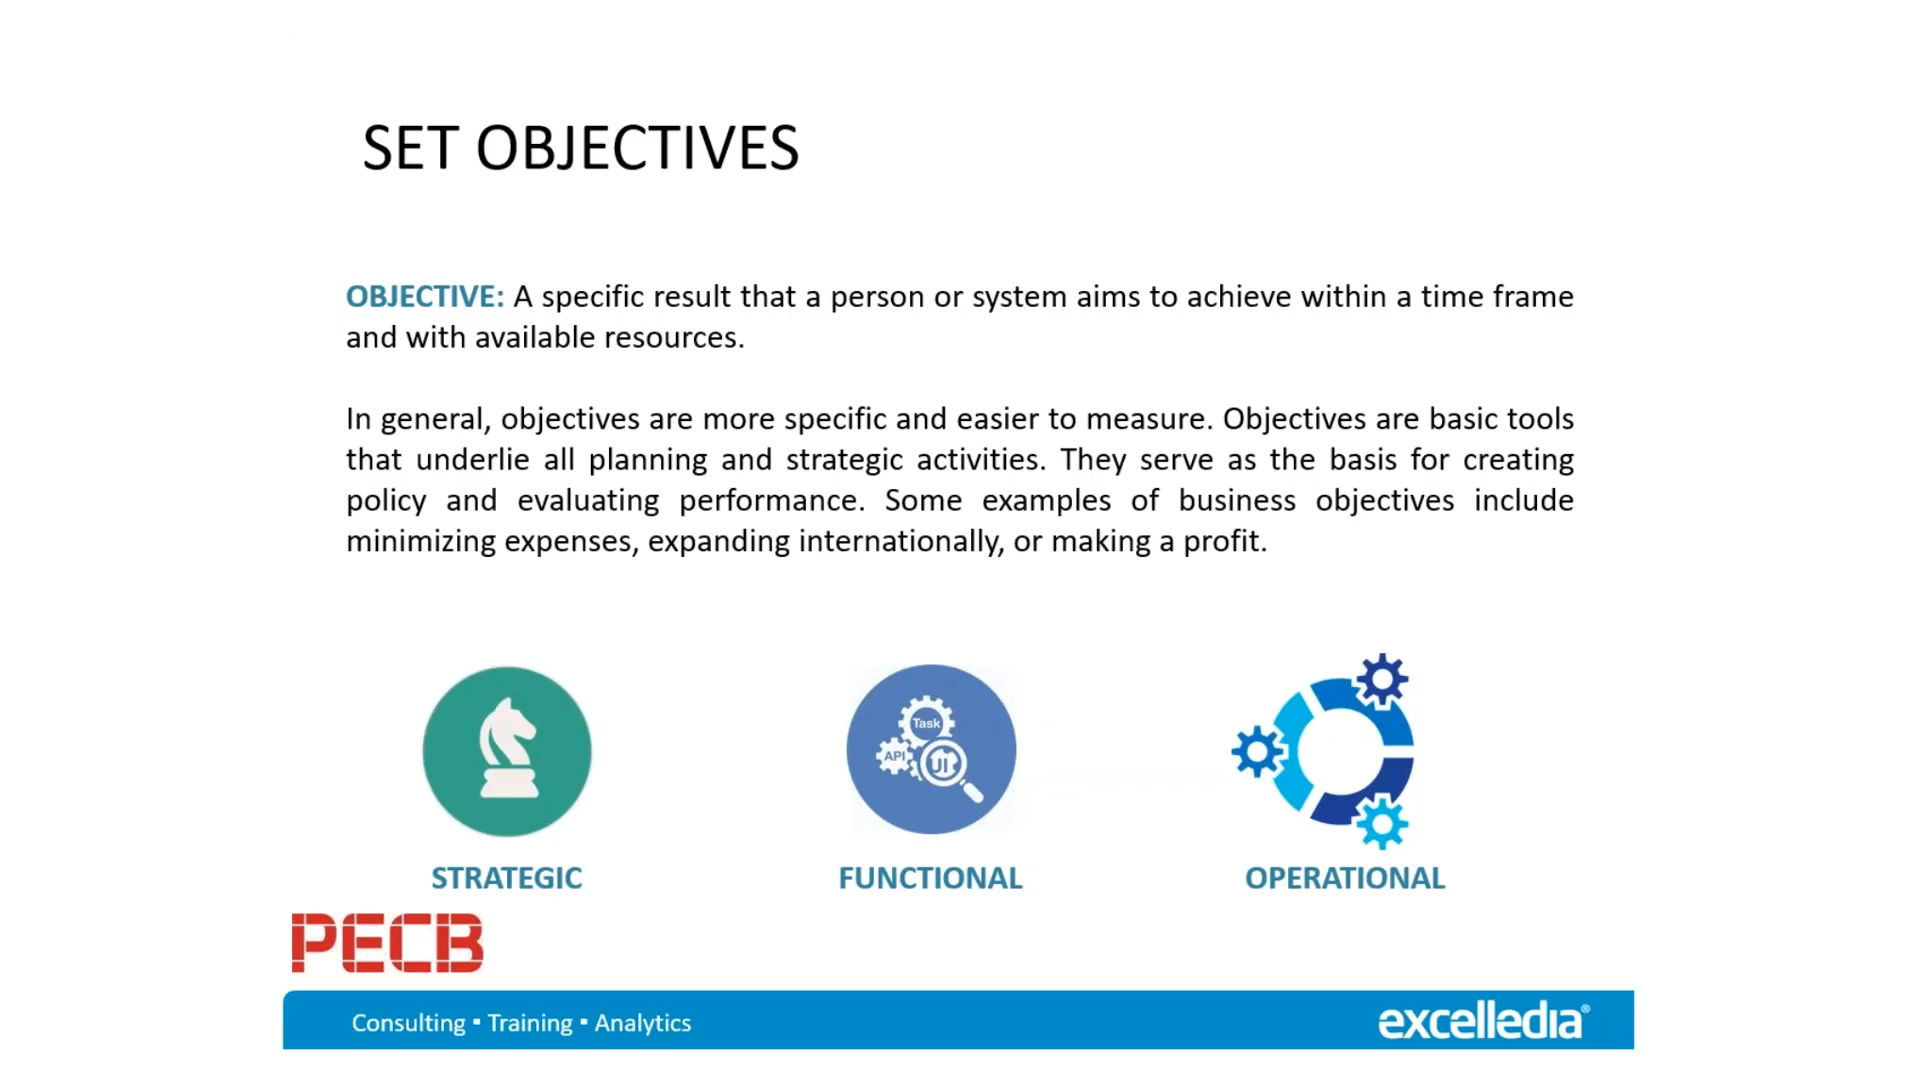 SET OBJECTIVES
OBJECTIVE: A specific result that a person or system aims to achieve within a time frame
and with available resources.
In general, objectives are more specific and easier to measure. Objectives are basic tools
that underlie all planning and strategic activities. They serve as the basis for creating
policy and evaluating performance. Some examples of business objectives include
minimizing expenses, expanding internationally, or making a profit.
Task
API
UI
STRATEGIC
FUNCTIONAL
OPERATIONAL
PECB
Consulting ▪ Training ▪ Analytics
excelledia®